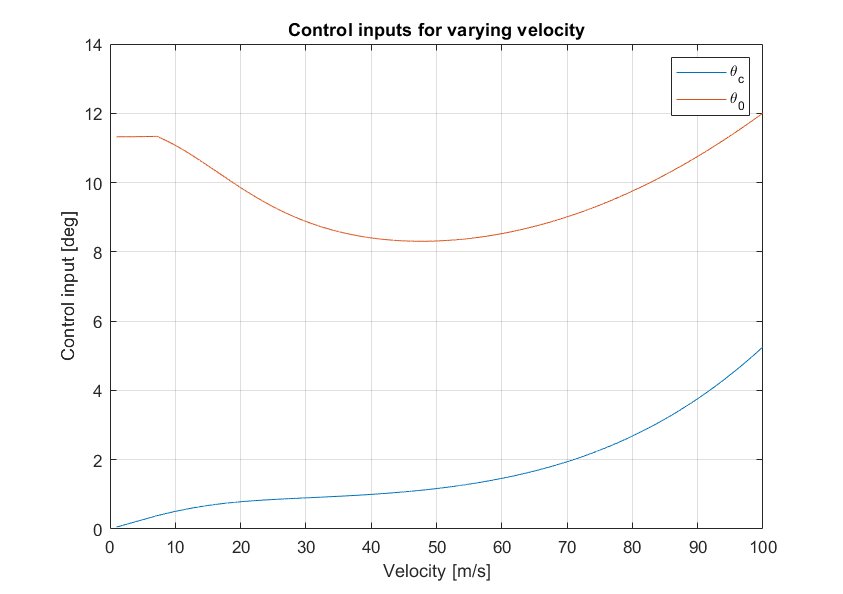 Control inputs for varying velocity
θc
θ0
Control input [deg]
14
12
10
8
6
4
2
0
0 10 20 30 40 50 60 70 80 90 100
Velocity [m/s]